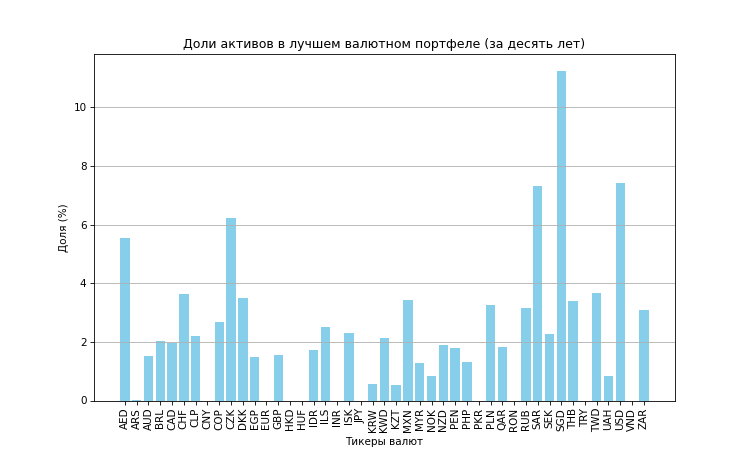 Доли активов в лучшем валютном портфеле (за десять лет)
Доля (%)
10
8
6
4
2
0
AED ARS AUD BRL CAD CHF CLP CNY COP CZK DKK EGP EUR GBP HKD HUF IDR ILS INR ISK JPY KRW KWD KZT MXN MYR NOK NZD PEN PHP PKR PLN QAR RON RUB SAR SEK SGD THB TRY TWD UAH USD VND ZAR
Тикеры валют